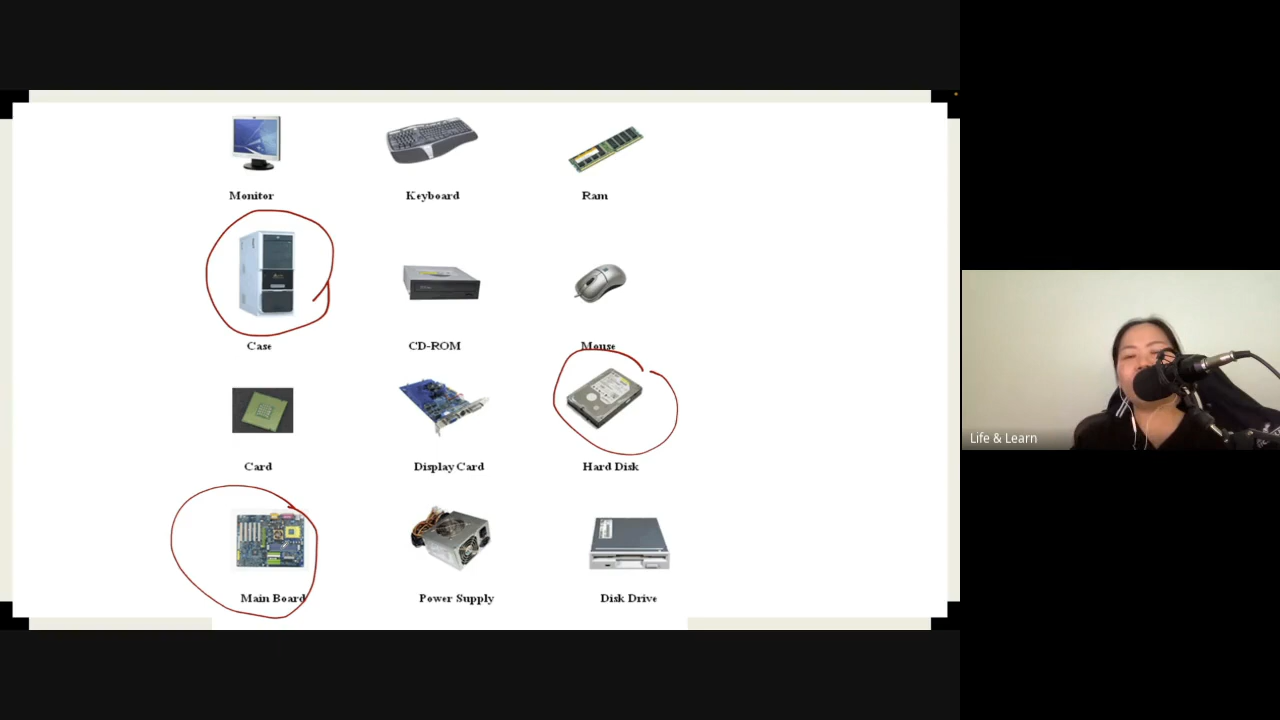 Monitor
Keyboard
Ram
Case
CD-ROM
Mouse
Card
Display Card
Hard Disk
Main Board
Power Supply
Disk Drive
Life & Learn